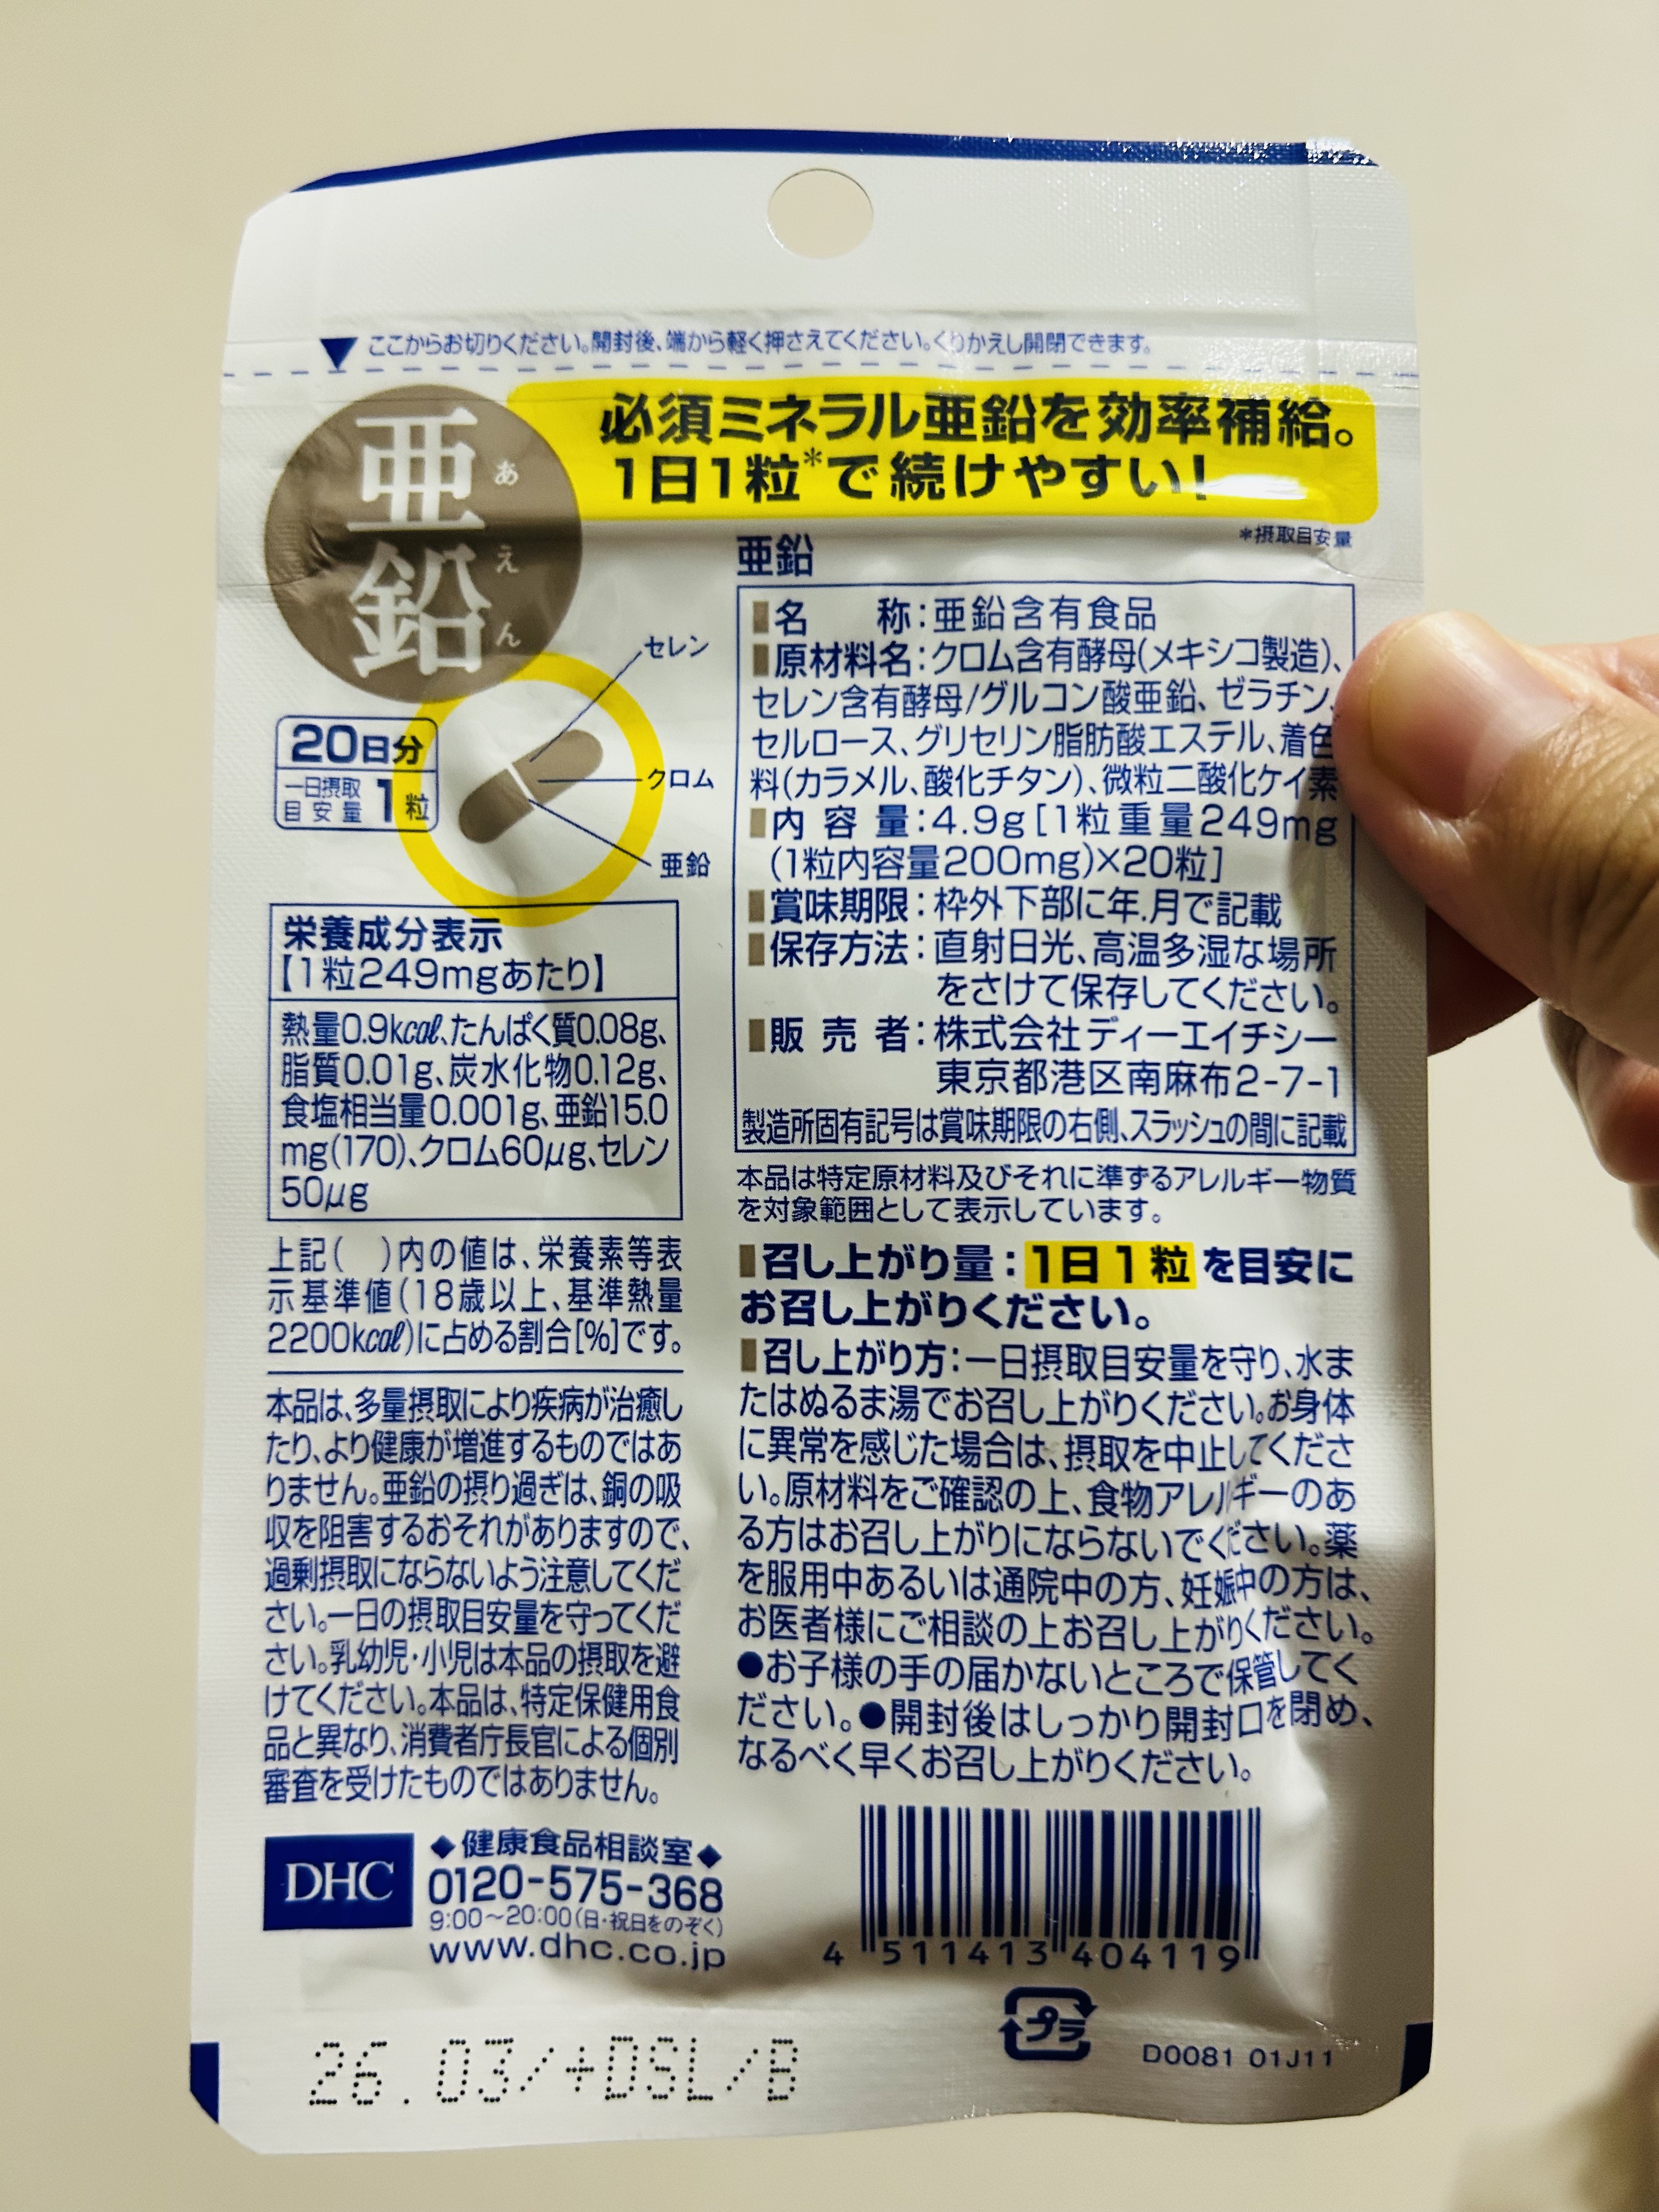 ここからお切りください。開封後、端から軽く押さえてください。くりかえし開閉できます。
亜鉛
あえん
必須ミネラル亜鉛を効率補給。
1日1粒*で続けやすい!
*摂取目安量
セレン
クロム
亜鉛
20日分
一日摂取
目安量
1粒
栄養成分表示
【1粒249mgあたり】
熱量0.9kcal、たんぱく質0.08g、
脂質0.01g、炭水化物0.12g、
食塩相当量0.001g、亜鉛15.0
mg(170)、クロム60μg、セレン
50μg
上記( )内の値は、栄養素等表
示基準値(18歳以上、基準熱量
2200kcal)に占める割合[%]です。
本品は、多量摂取により疾病が治癒し
たり、より健康が増進するものではあ
りません。亜鉛の摂り過ぎは、銅の吸
収を阻害するおそれがありますので、
過剰摂取にならないよう注意してくだ
さい。一日の摂取目安量を守ってくだ
さい。乳幼児・小児は本品の摂取を避
けてください。本品は、特定保健用食
品と異なり、消費者庁長官による個別
審査を受けたものではありません。
亜鉛
名 称:亜鉛含有食品
原材料名:クロム含有酵母(メキシコ製造)、
セレン含有酵母/グルコン酸亜鉛、ゼラチン、
セルロース、グリセリン脂肪酸エステル、着色
料(カラメル、酸化チタン)、微粒二酸化ケイ素
内容量:4.9g[1粒重量249mg
(1粒内容量200mg)×20粒]
賞味期限:枠外下部に年.月で記載
保存方法:直射日光、高温多湿な場所
をさけて保存してください。
販売者:株式会社ディーエイチシー
東京都港区南麻布2-7-1
製造所固有記号は賞味期限の右側、スラッシュの間に記載
本品は特定原材料及びそれに準ずるアレルギー物質
を対象範囲として表示しています。
召し上がり量:1日1粒を目安に
お召し上がりください。
召し上がり方:一日摂取目安量を守り、水ま
たはぬるま湯でお召し上がりください。お身体
に異常を感じた場合は、摂取を中止してくださ
い。原材料をご確認の上、食物アレルギーのあ
る方はお召し上がりにならないでください。薬
を服用中あるいは通院中の方、妊娠中の方は、
お医者様にご相談の上お召し上がりください。
●お子様の手の届かないところで保管してく
ださい。●開封後はしっかり開封口を閉め、
なるべく早くお召し上がりください。
DHC
◆健康食品相談室◆
0120-575-368
9:00〜20:00(日・祝日をのぞく)
www.dhc.co.jp
4 511413 404119
プラ
D0081 01J11
26.03/+DSL/B